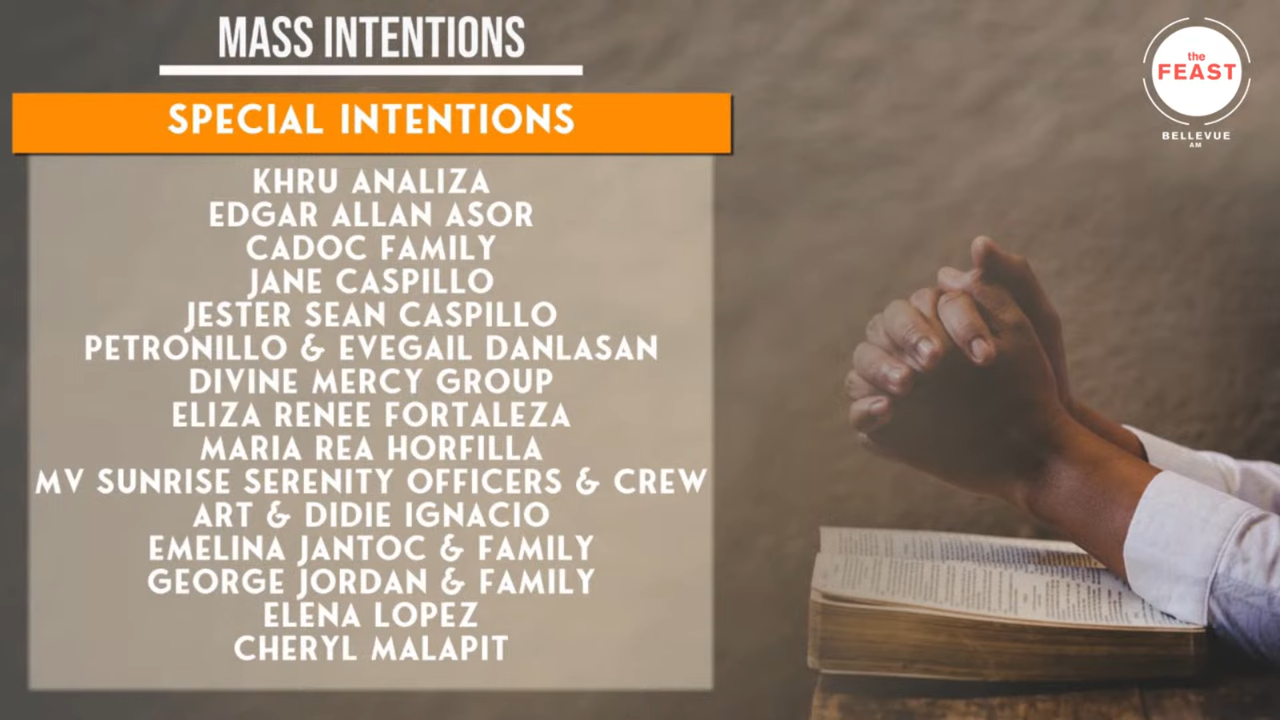 MASS INTENTIONS
SPECIAL INTENTIONS
KHRU ANALIZA
EDGAR ALLAN ASOR
CADOC FAMILY
JANE CASPILLO
JESTER SEAN CASPILLO
PETRONILLO & EVEGAIL DANLASAN
DIVINE MERCY GROUP
ELIZA RENEE FORTALEZA
MARIA REA HORFILLA
MV SUNRISE SERENITY OFFICERS & CREW
ART & DIDIE IGNACIO
EMELINA JANTOC & FAMILY
GEORGE JORDAN & FAMILY
ELENA LOPEZ
CHERYL MALAPIT
the
FEAST
BELLEVUE
AM